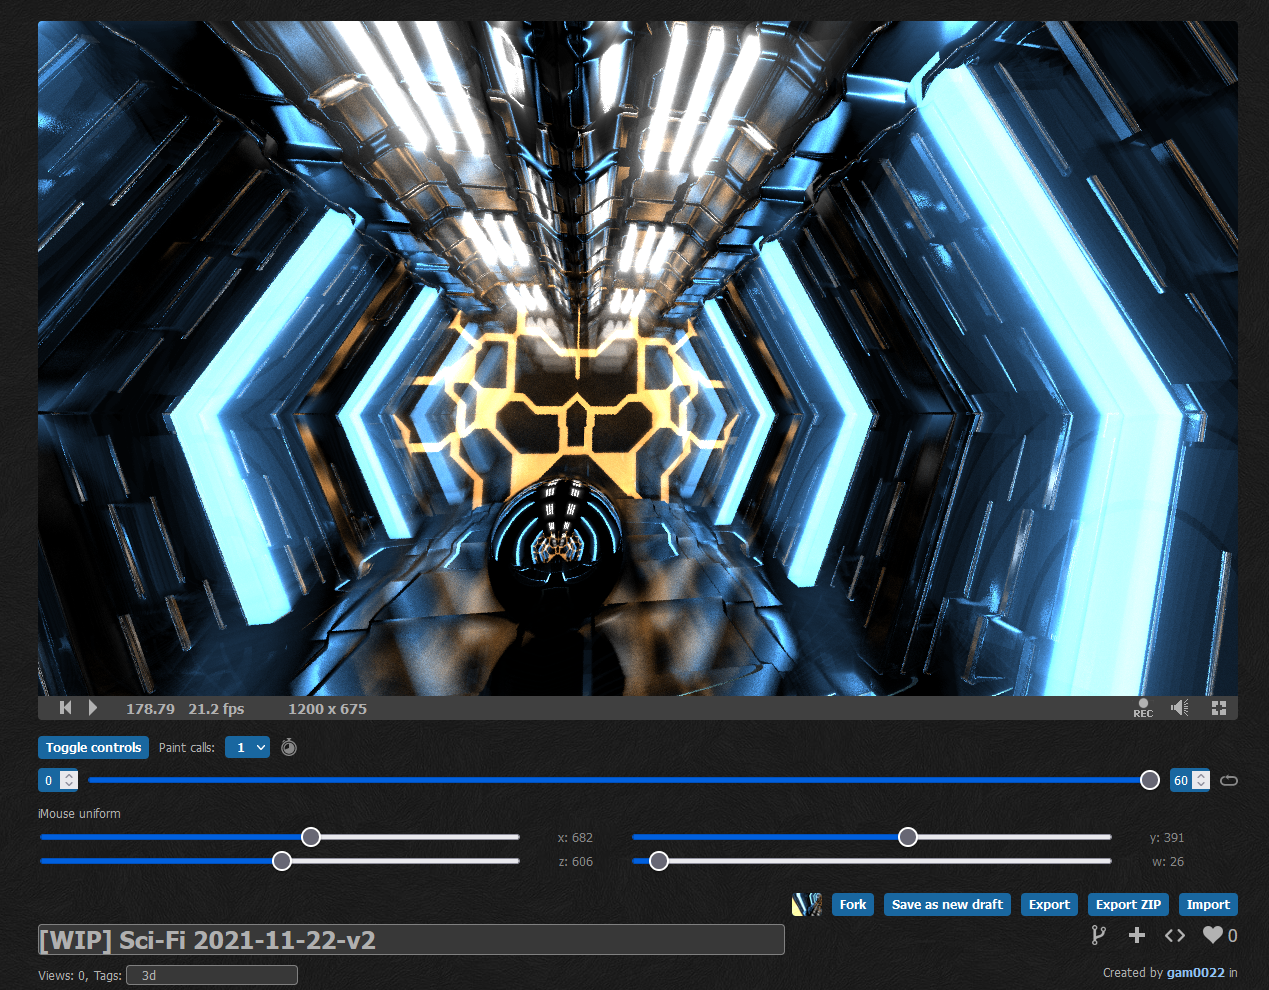 178.79 21.2 fps 1200 x 675 REC
Toggle controls Paint calls: 1
0 60
iMouse uniform
x: 682 y: 391
z: 606 w: 26
Fork Save as new draft Export Export ZIP Import
[WIP] Sci-Fi 2021-11-22-v2 0
Views: 0, Tags: 3d Created by gam0022 in